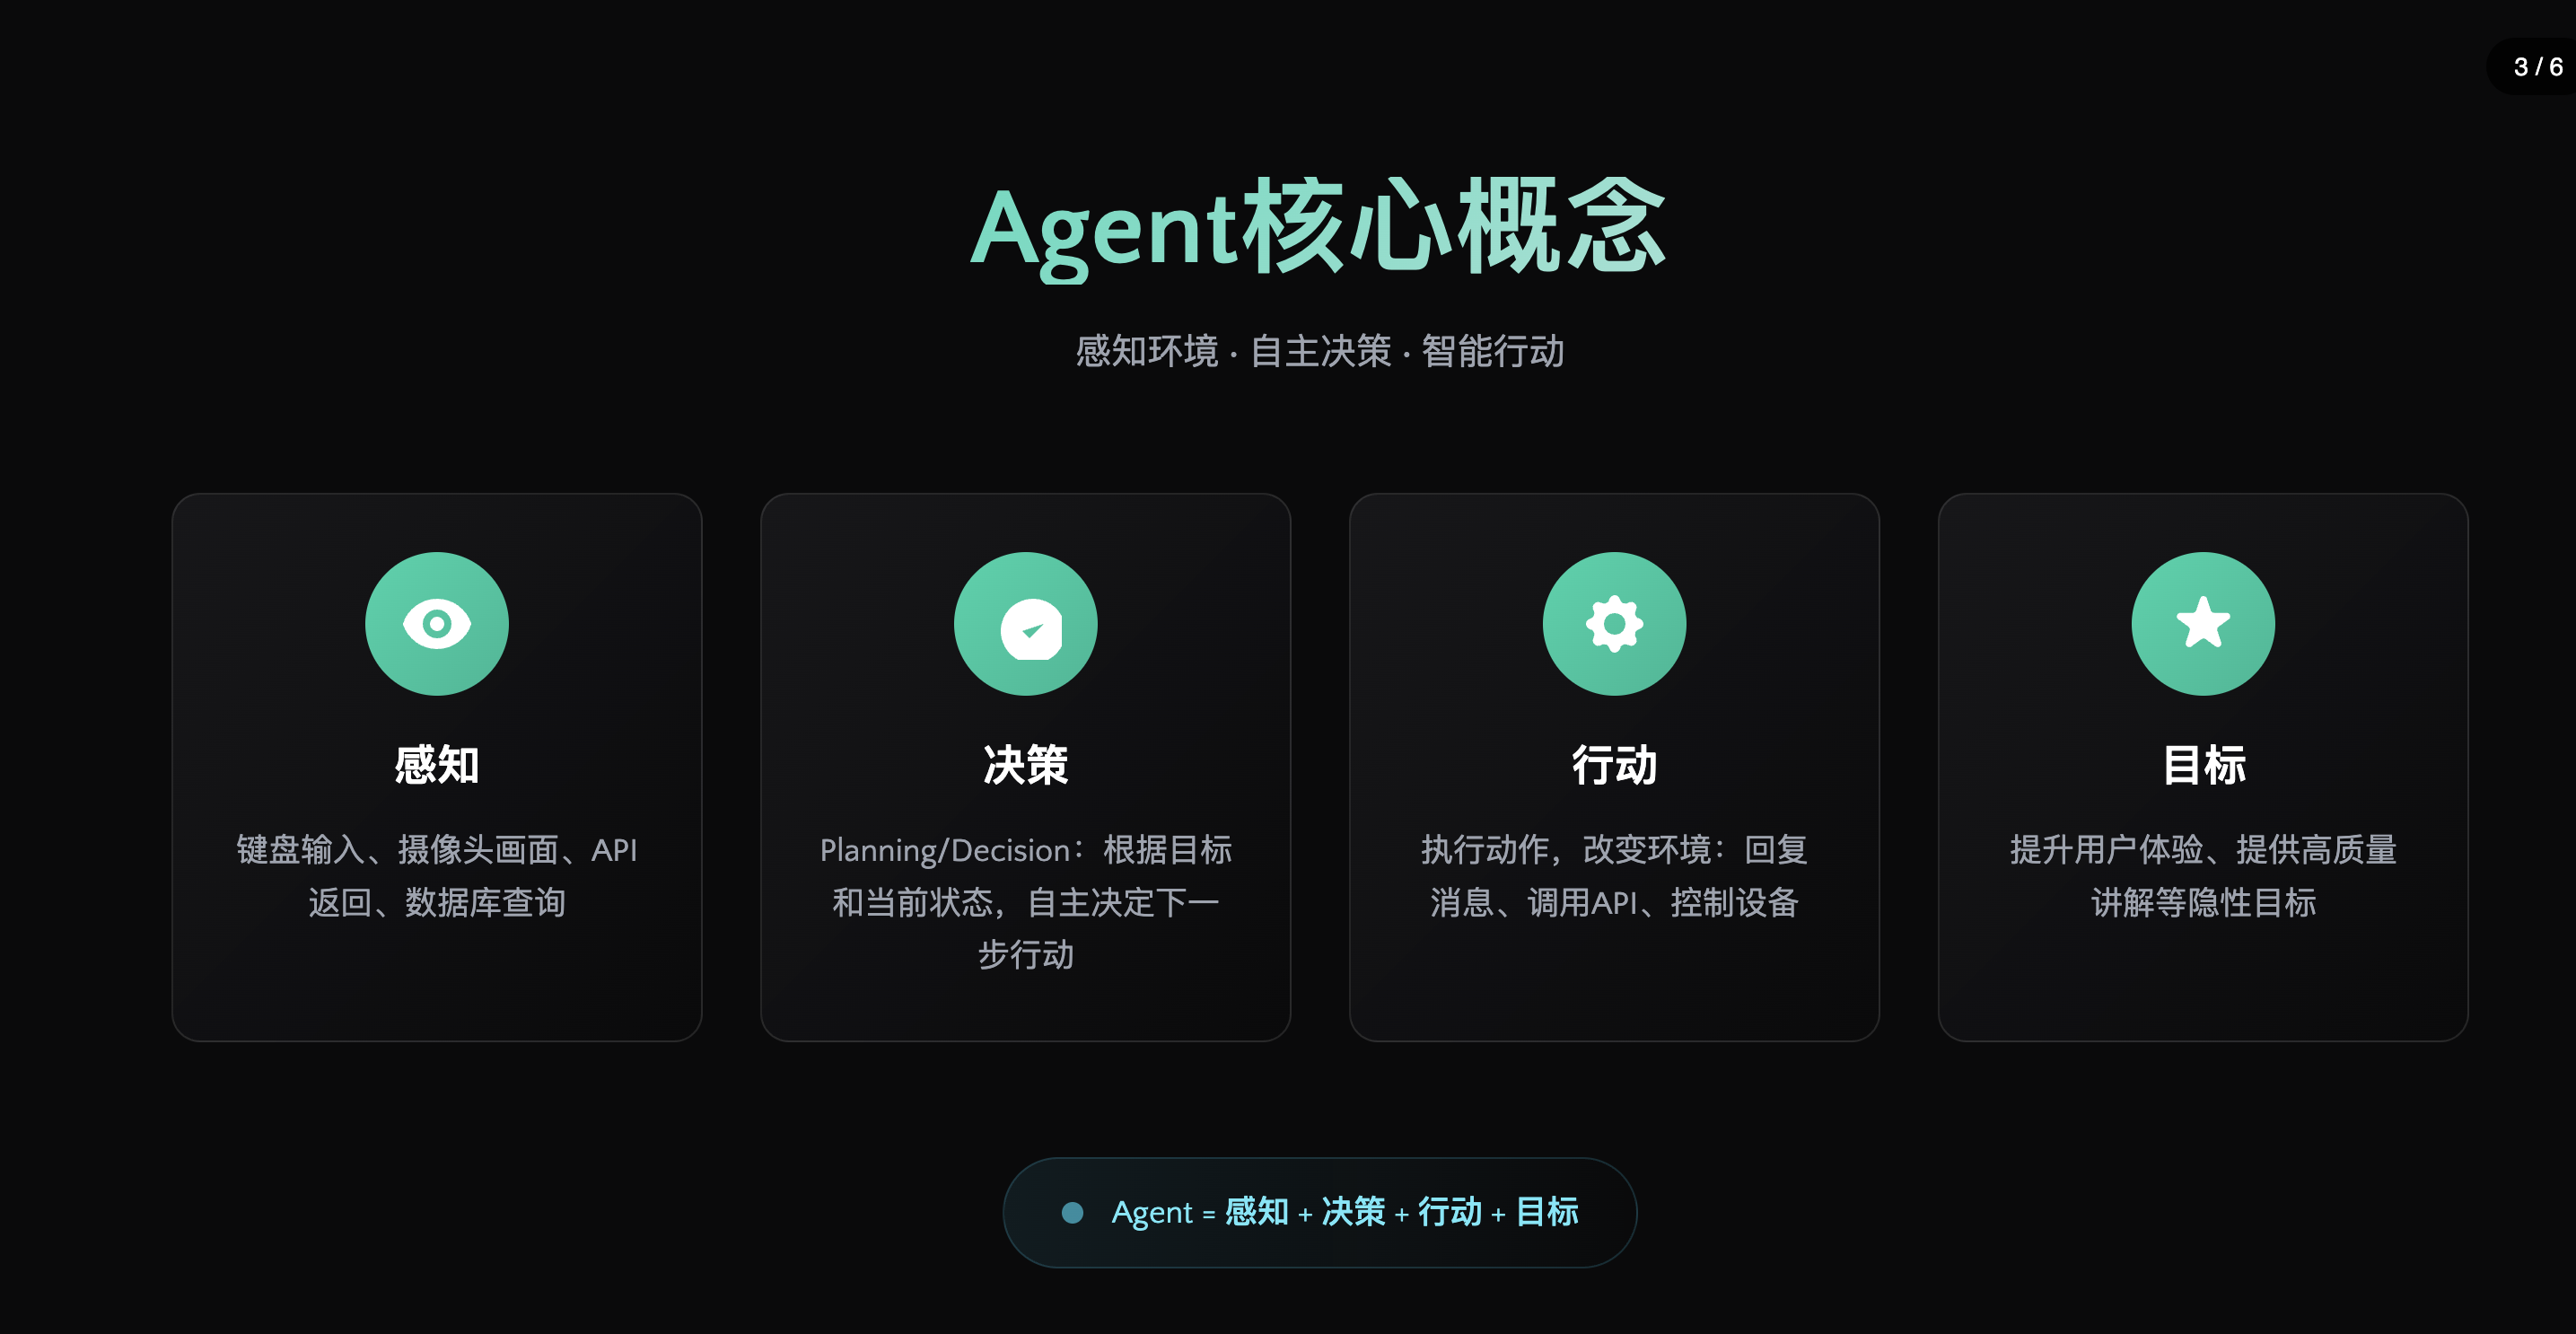 3 / 6
Agent核心概念
感知环境 · 自主决策 · 智能行动
感知
键盘输入、摄像头画面、API
返回、数据库查询
决策
Planning/Decision：根据目标
和当前状态，自主决定下一
步行动
行动
执行动作，改变环境：回复
消息、调用API、控制设备
目标
提升用户体验、提供高质量
讲解等隐性目标
Agent = 感知 + 决策 + 行动 + 目标